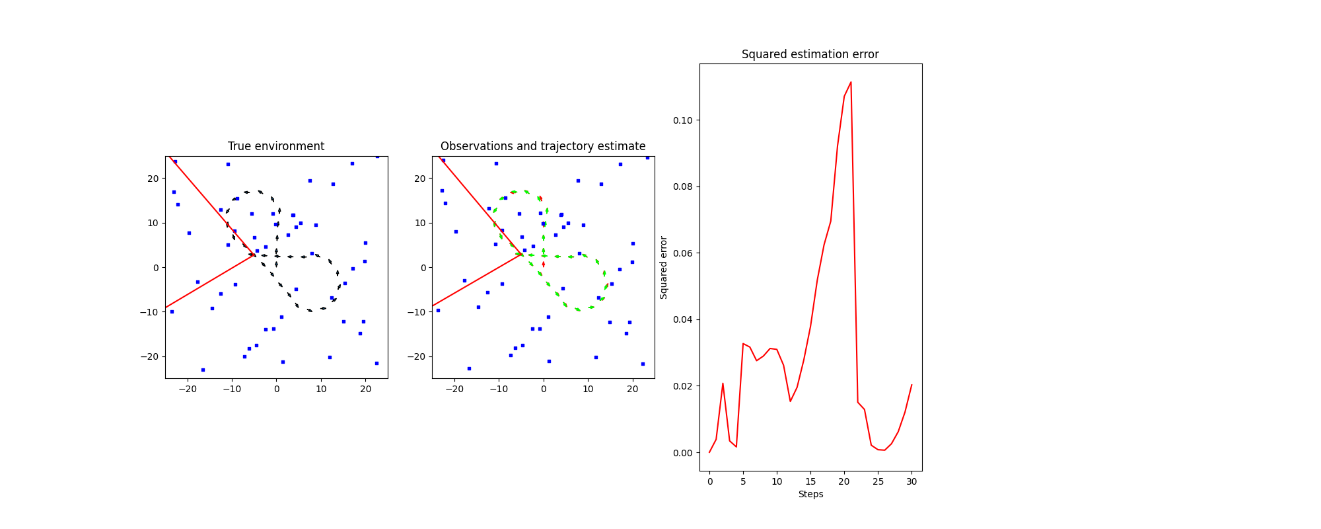 True environment
20
10
0
−10
−20
−20 −10 0 10 20
Observations and trajectory estimate
20
10
0
−10
−20
−20 −10 0 10 20
Squared estimation error
Squared error
0.10
0.08
0.06
0.04
0.02
0.00
0 5 10 15 20 25 30
Steps